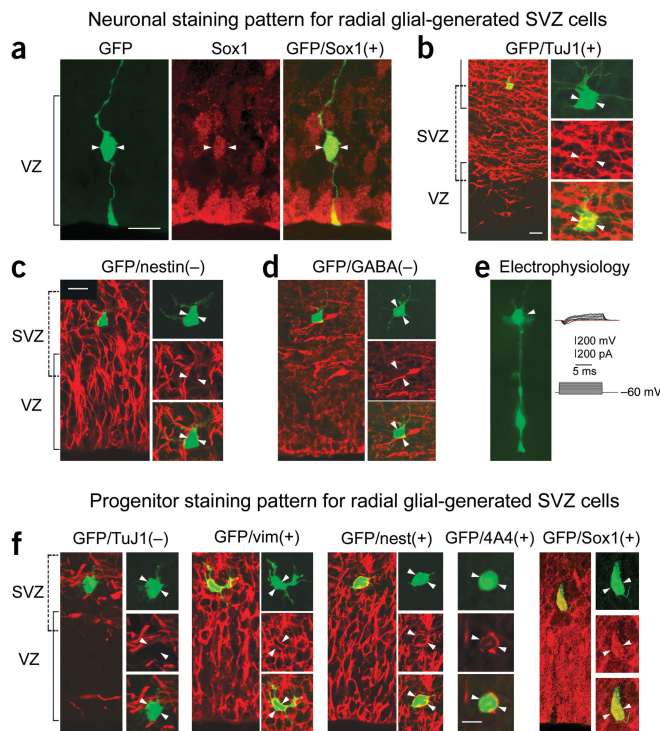 Neuronal staining pattern for radial glial-generated SVZ cells
a
GFP
Sox1
GFP/Sox1(+)
VZ
b
GFP/TuJ1(+)
SVZ
VZ
c
GFP/nestin(–)
SVZ
VZ
d
GFP/GABA(–)
e
Electrophysiology
200 mV
200 pA
5 ms
–60 mV
Progenitor staining pattern for radial glial-generated SVZ cells
f
GFP/TuJ1(–)
GFP/vim(+)
GFP/nest(+)
GFP/4A4(+)
GFP/Sox1(+)
SVZ
VZ